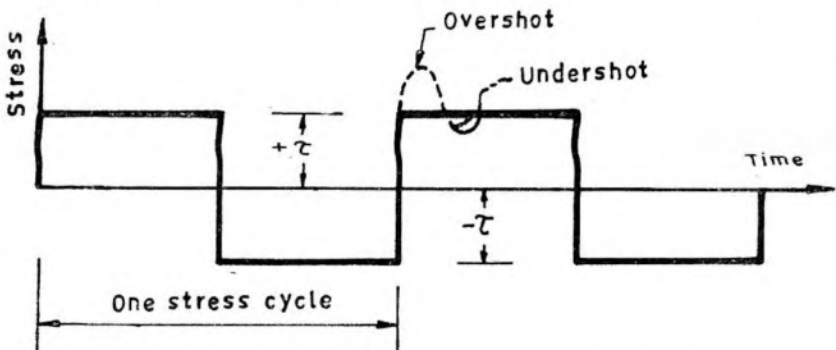 Overshot
Undershot
Stress
+τ
Time
-τ
One stress cycle